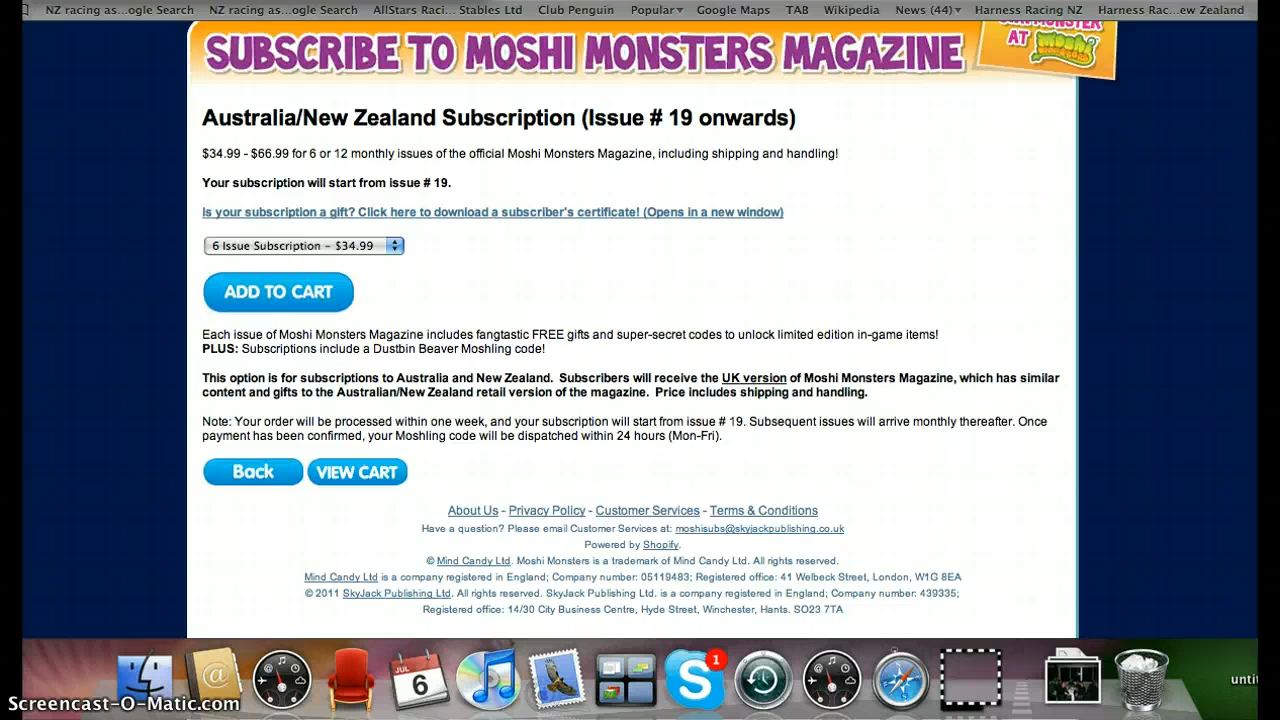 NZ racing as...ogle Search NZ racing as...ogle Search AllStars Raci... Stables Ltd Club Penguin Popular Google Maps TAB Wikipedia News (44) Harness Racing NZ Harness Rac...ew Zealand
SUBSCRIBE TO MOSHI MONSTERS MAGAZINE
AT MOSHI MONSTERS
Australia/New Zealand Subscription (Issue # 19 onwards)
$34.99 - $66.99 for 6 or 12 monthly issues of the official Moshi Monsters Magazine, including shipping and handling!
Your subscription will start from issue # 19.
Is your subscription a gift? Click here to download a subscriber's certificate! (Opens in a new window)
6 Issue Subscription - $34.99
ADD TO CART
Each issue of Moshi Monsters Magazine includes fangtastic FREE gifts and super-secret codes to unlock limited edition in-game items!
PLUS: Subscriptions include a Dustbin Beaver Moshling code!
This option is for subscriptions to Australia and New Zealand. Subscribers will receive the UK version of Moshi Monsters Magazine, which has similar
content and gifts to the Australian/New Zealand retail version of the magazine. Price includes shipping and handling.
Note: Your order will be processed within one week, and your subscription will start from issue # 19. Subsequent issues will arrive monthly thereafter. Once
payment has been confirmed, your Moshling code will be dispatched within 24 hours (Mon-Fri).
Back VIEW CART
About Us - Privacy Policy - Customer Services - Terms & Conditions
Have a question? Please email Customer Services at: moshisubs@skyjackpublishing.co.uk
Powered by Shopify.
© Mind Candy Ltd. Moshi Monsters is a trademark of Mind Candy Ltd. All rights reserved.
Mind Candy Ltd is a company registered in England; Company number: 05119483; Registered office: 41 Welbeck Street, London, W1G 8EA
© 2011 SkyJack Publishing Ltd. All rights reserved. SkyJack Publishing Ltd. is a company registered in England; Company number: 439335;
Registered office: 14/30 City Business Centre, Hyde Street, Winchester, Hants. SO23 7TA
JUL
6
1
untit
Screencast-O-Matic.com